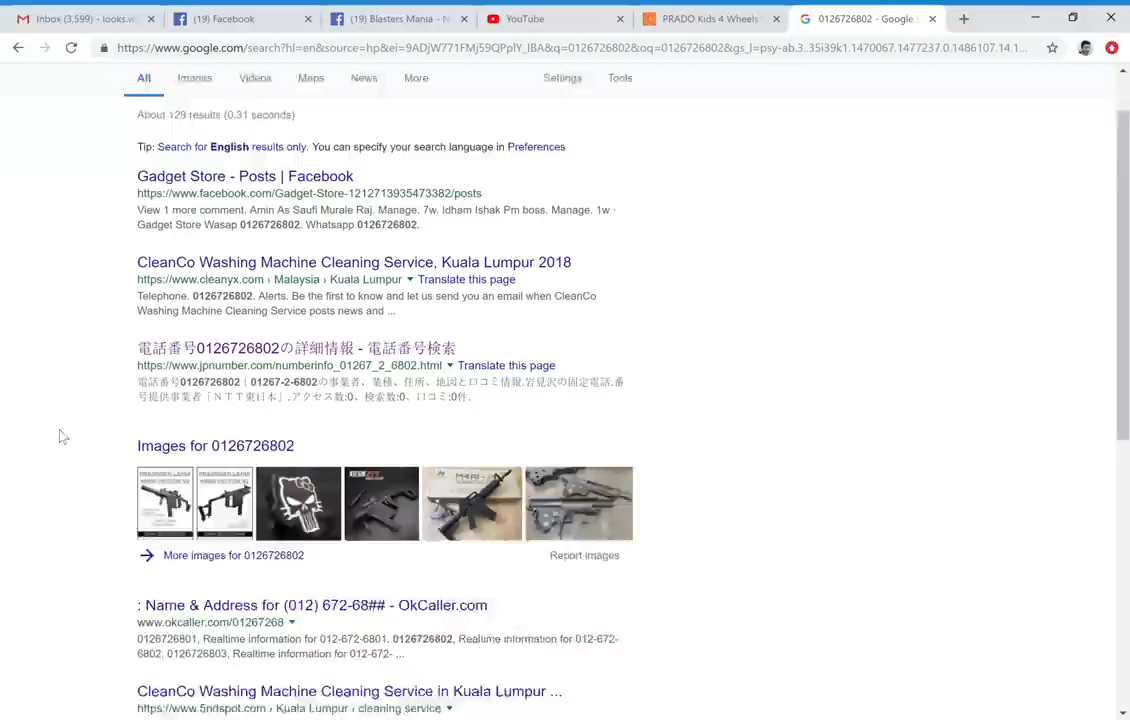 Inbox (3,599) - looks.w
(19) Facebook
(19) Blasters Mania - N
YouTube
PRADO Kids 4 Wheels
0126726802 - Google
https://www.google.com/search?hl=en&source=hp&ei=9ADjW771FMj59QPplY_IBA&q=0126726802&oq=0126726802&gs_l=psy-ab.3..35i39k1.1470067.1477237.0.1486107.14.1...
All
Images
Videos
Maps
News
More
Settings
Tools
About 129 results (0.31 seconds)
Tip: Search for English results only. You can specify your search language in Preferences
Gadget Store - Posts | Facebook
https://www.facebook.com/Gadget-Store-1212713935473382/posts
View 1 more comment. Amin As Saufi Murale Raj. Manage. 7w. Idham Ishak Pm boss. Manage. 1w ·
Gadget Store Wasap 0126726802. Whatsapp 0126726802.
CleanCo Washing Machine Cleaning Service, Kuala Lumpur 2018
https://www.cleanyx.com › Malaysia › Kuala Lumpur ▼ Translate this page
Telephone. 0126726802. Alerts. Be the first to know and let us send you an email when CleanCo
Washing Machine Cleaning Service posts news and ...
電話番号0126726802の詳細情報 - 電話番号検索
https://www.jpnumber.com/numberinfo_01267_2_6802.html ▼ Translate this page
電話番号0126726802｜01267-2-6802の事業者、業種、住所、地図と口コミ情報.岩見沢の固定電話.番
号提供事業者「ＮＴＴ東日本」.アクセス数:0、検索数:0、口コミ:0件.
Images for 0126726802
More images for 0126726802
Report images
: Name & Address for (012) 672-68## - OkCaller.com
www.okcaller.com/01267268 ▼
0126726801, Realtime information for 012-672-6801. 0126726802, Realtime information for 012-672-
6802, 0126726803, Realtime information for 012-672- ...
CleanCo Washing Machine Cleaning Service in Kuala Lumpur ...
https://www.5ndspot.com › Kuala Lumpur › cleaning service ▼